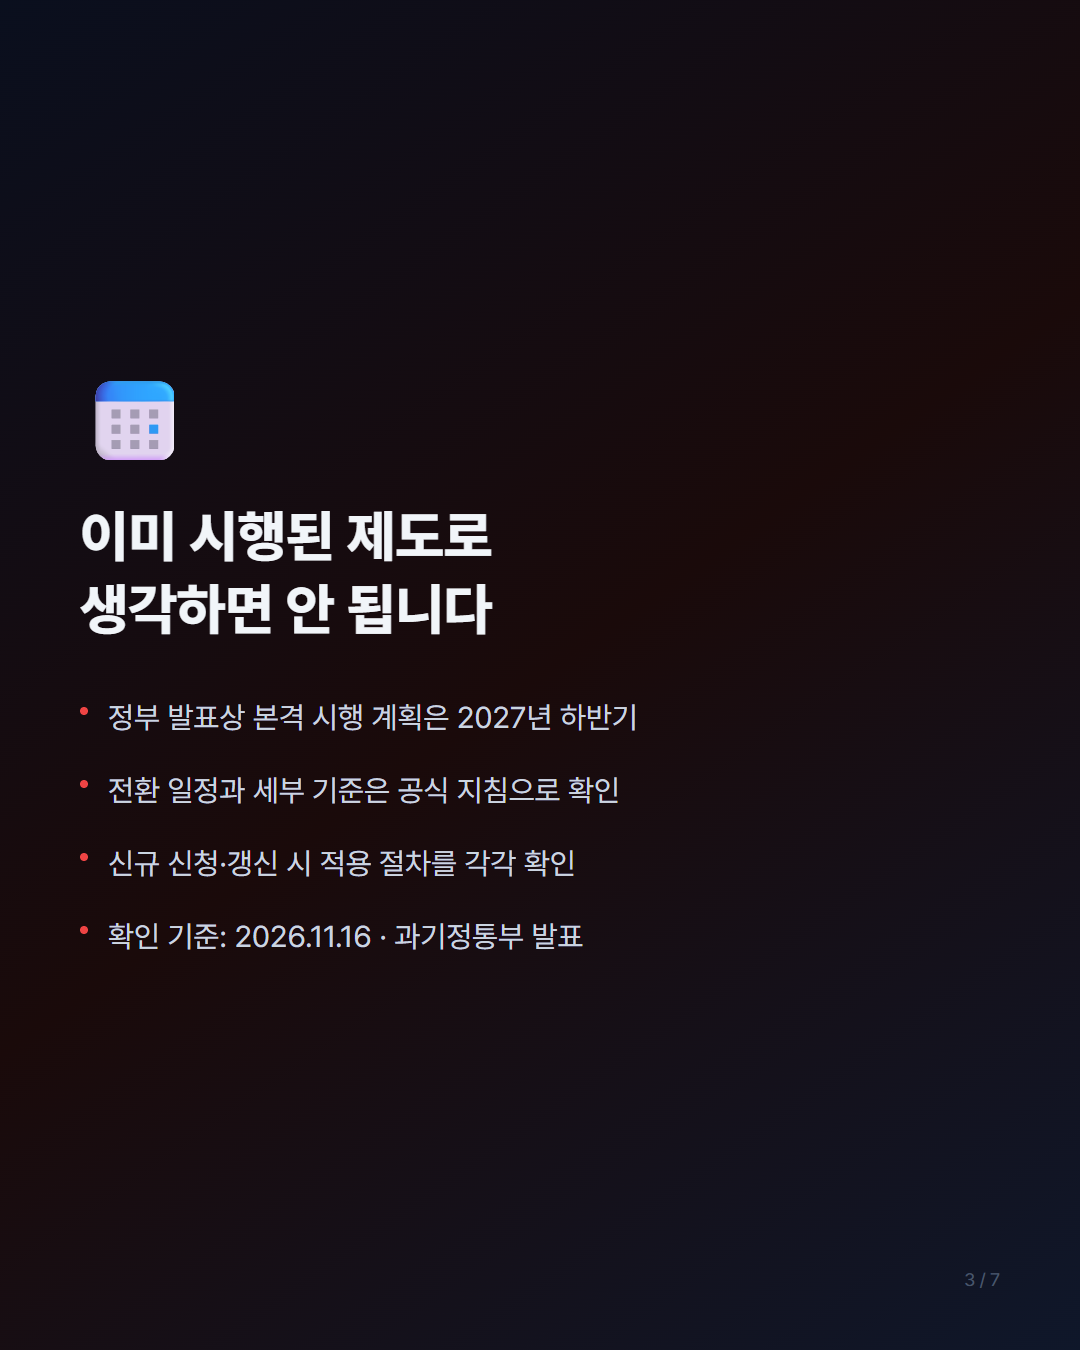 이미 시행된 제도로
생각하면 안 됩니다
• 정부 발표상 본격 시행 계획은 2027년 하반기
• 전환 일정과 세부 기준은 공식 지침으로 확인
• 신규 신청·갱신 시 적용 절차를 각각 확인
• 확인 기준: 2026.11.16 · 과기정통부 발표
3 / 7